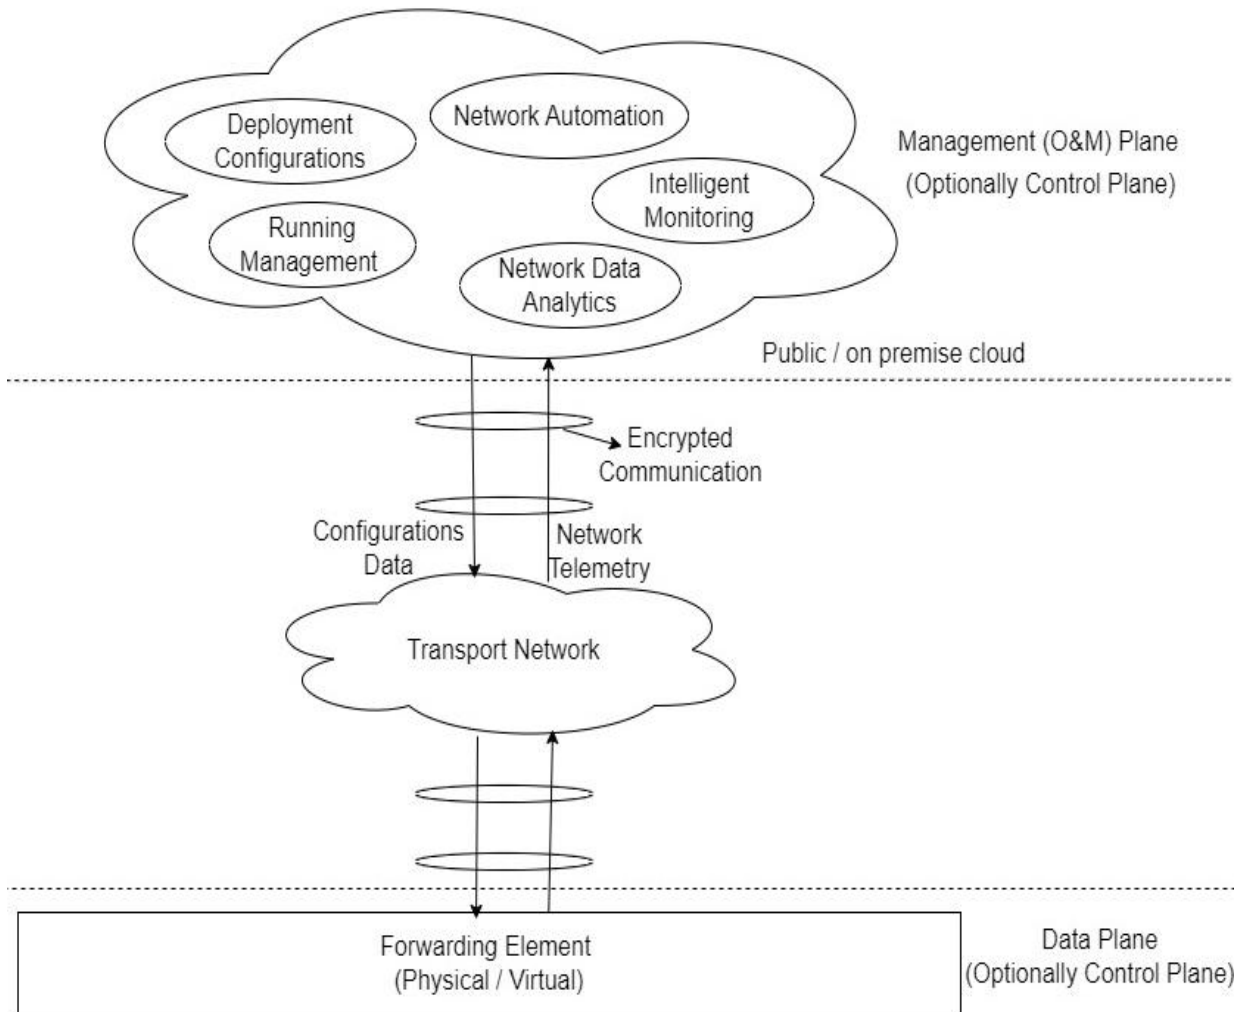 Network Automation
Deployment
Configurations
Management (O&M) Plane
(Optionally Control Plane)
Intelligent
Monitoring
Running
Management
Network Data
Analytics
Public / on premise cloud
Encrypted
Communication
Configurations
Data
Network
Telemetry
Transport Network
Forwarding Element
(Physical / Virtual)
Data Plane
(Optionally Control Plane)